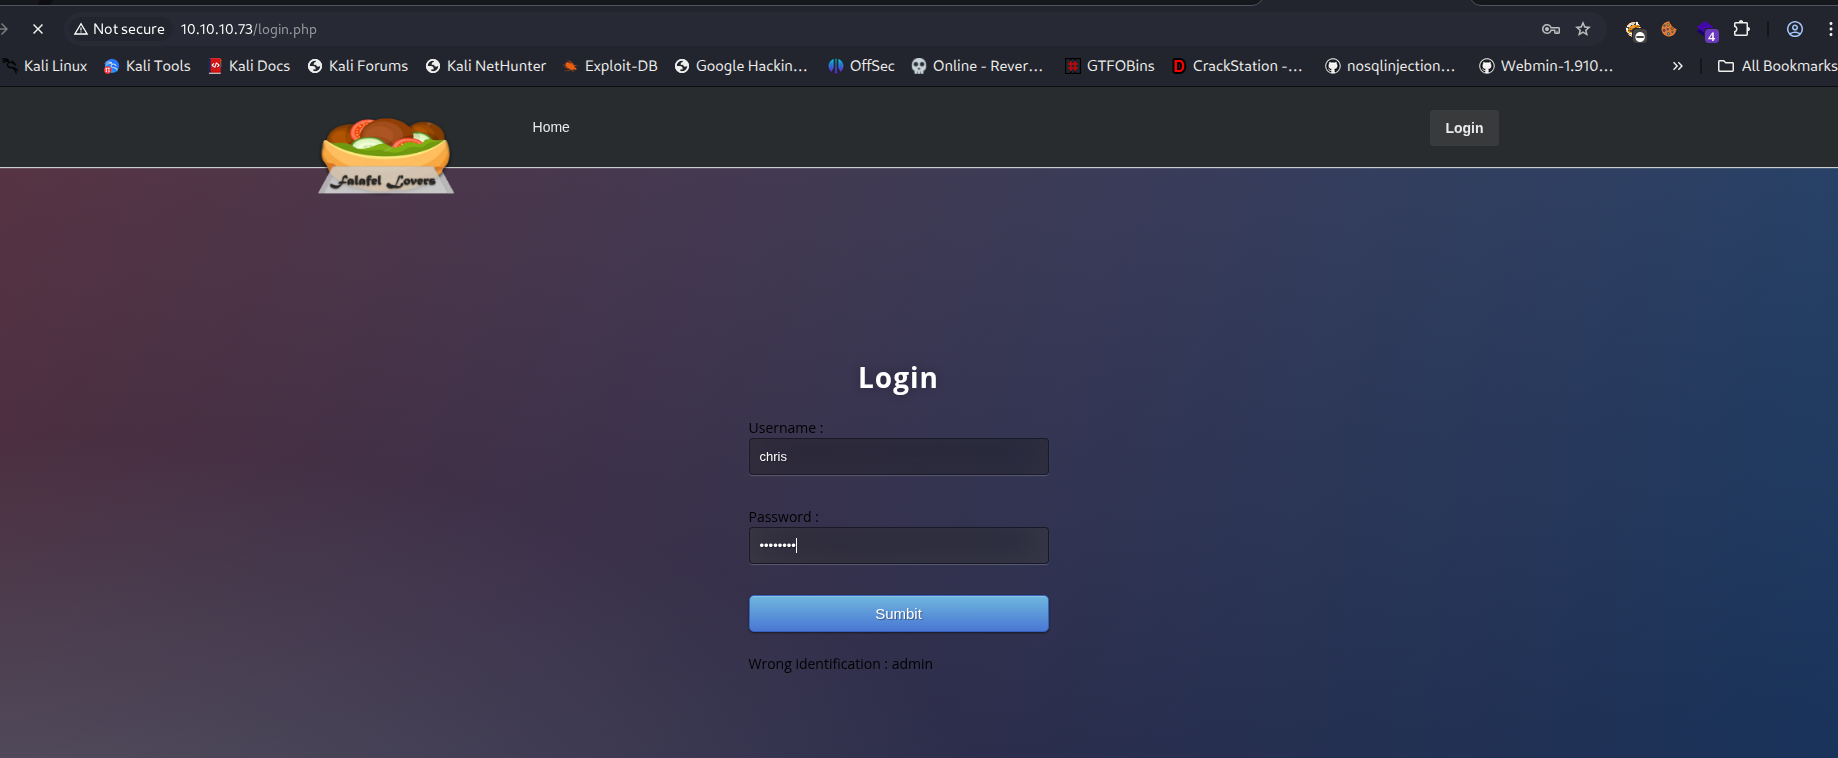 Not secure 10.10.10.73/login.php
4
Kali Linux Kali Tools Kali Docs Kali Forums Kali NetHunter Exploit-DB Google Hackin... OffSec Online - Rever... GTFOBins CrackStation -... nosqlinjection... Webmin-1.910... » All Bookmarks
Home Login
Falafel Lovers
Login
Username :
chris
Password :
••••••••
Sumbit
Wrong identification : admin